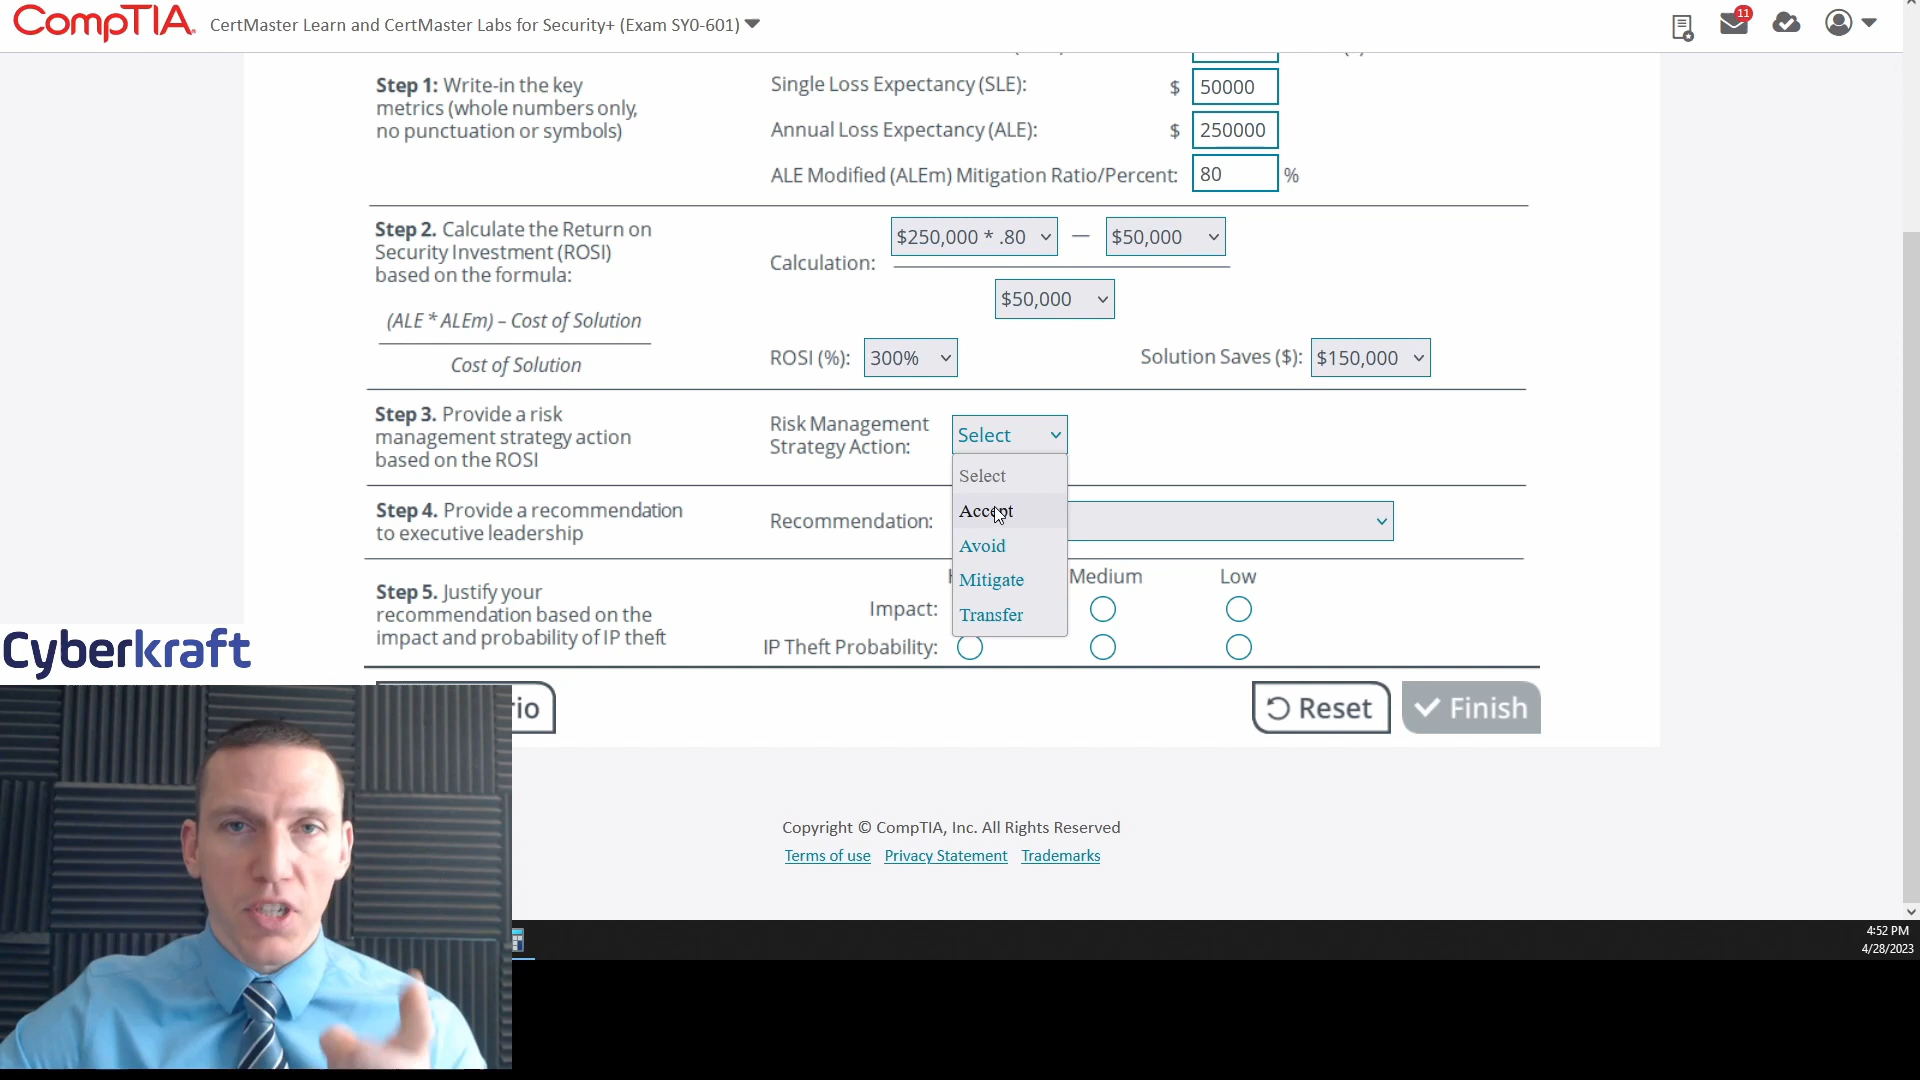 CompTIA.
CertMaster Learn and CertMaster Labs for Security+ (Exam SY0-601)
11
Step 1: Write-in the key
metrics (whole numbers only,
no punctuation or symbols)
Single Loss Expectancy (SLE):
$
50000
Annual Loss Expectancy (ALE):
$
250000
ALE Modified (ALEm) Mitigation Ratio/Percent:
80
%
Step 2. Calculate the Return on
Security Investment (ROSI)
based on the formula:
(ALE * ALEm) – Cost of Solution
Cost of Solution
Calculation:
$250,000 * .80
—
$50,000
$50,000
ROSI (%):
300%
Solution Saves ($):
$150,000
Step 3. Provide a risk
management strategy action
based on the ROSI
Risk Management
Strategy Action:
Select
Select
Accept
Avoid
Mitigate
Transfer
Step 4. Provide a recommendation
to executive leadership
Recommendation:
Step 5. Justify your
recommendation based on the
impact and probability of IP theft
Medium
Low
Impact:
IP Theft Probability:
Cyberkraft
rio
Reset
Finish
Copyright © CompTIA, Inc. All Rights Reserved
Terms of use
Privacy Statement
Trademarks
4:52 PM
4/28/2023